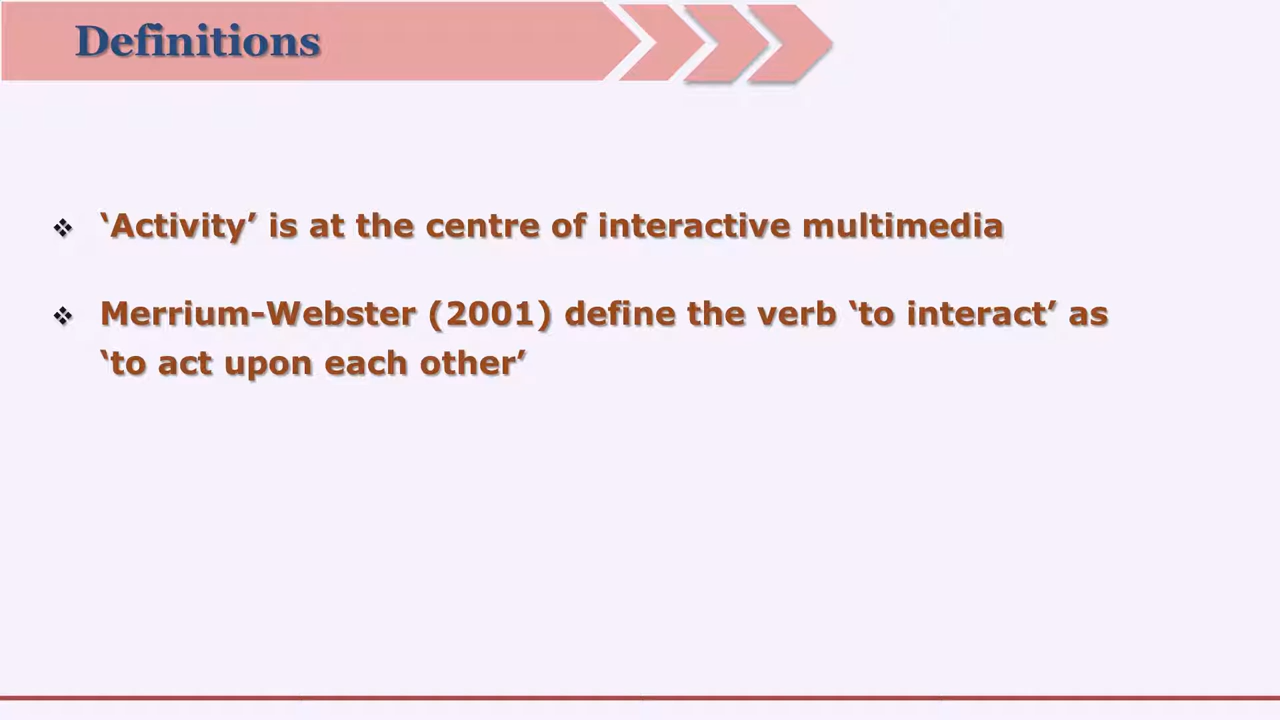 Definitions
‘Activity’ is at the centre of interactive multimedia
Merrium-Webster (2001) define the verb ‘to interact’ as
‘to act upon each other’